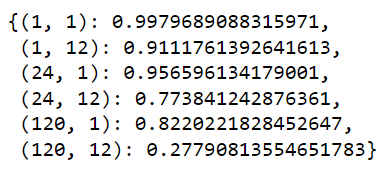 {(1, 1): 0.9979689088315971,
(1, 12): 0.9111761392641613,
(24, 1): 0.956596134179001,
(24, 12): 0.773841242876361,
(120, 1): 0.8220221828452647,
(120, 12): 0.27790813554651783}